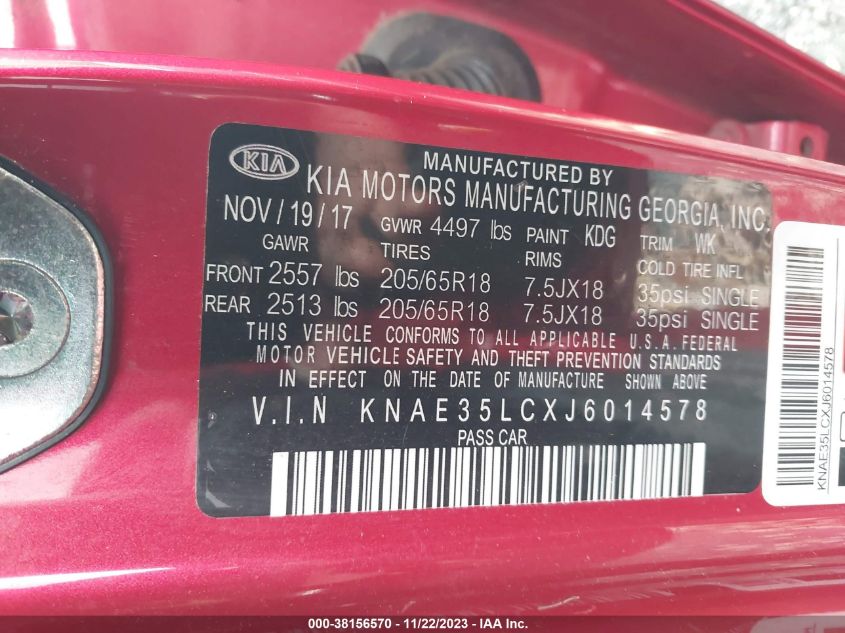 KIA
MANUFACTURED BY
KIA MOTORS MANUFACTURING GEORGIA, INC.
NOV / 19 / 17 GVWR 4497 lbs PAINT KDG TRIM WK
GAWR TIRES RIMS COLD TIRE INFL
FRONT 2557 lbs 205/65R18 7.5JX18 35psi SINGLE
REAR 2513 lbs 205/65R18 7.5JX18 35psi SINGLE
THIS VEHICLE CONFORMS TO ALL APPLICABLE U.S.A. FEDERAL
MOTOR VEHICLE SAFETY AND THEFT PREVENTION STANDARDS
IN EFFECT ON THE DATE OF MANUFACTURE SHOWN ABOVE
V.I.N KNAE35LCXJ6014578
PASS CAR
KNAE35LCXJ6014578
000-38156570 - 11/22/2023 - IAA Inc.